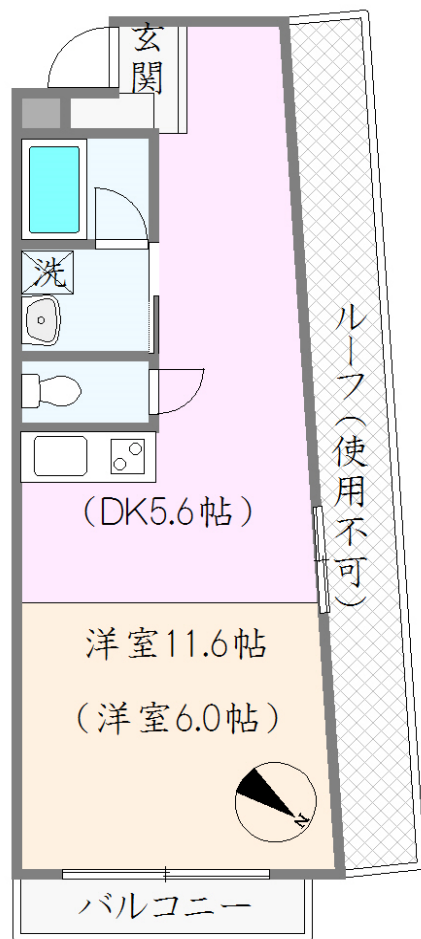 玄
関
洗
ルーフ(使用不可)
(DK5.6帖)
洋室11.6帖
(洋室6.0帖)
N
バルコニー